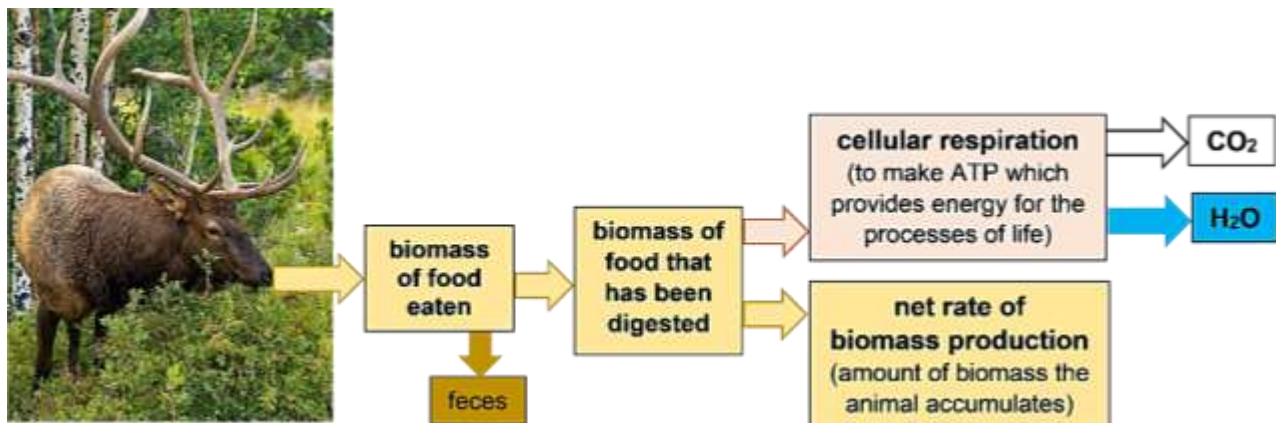 biomass
of food
eaten
feces
biomass of
food that
has been
digested
cellular respiration
(to make ATP which
provides energy for the
processes of life)
CO₂
H₂O
net rate of
biomass production
(amount of biomass the
animal accumulates)